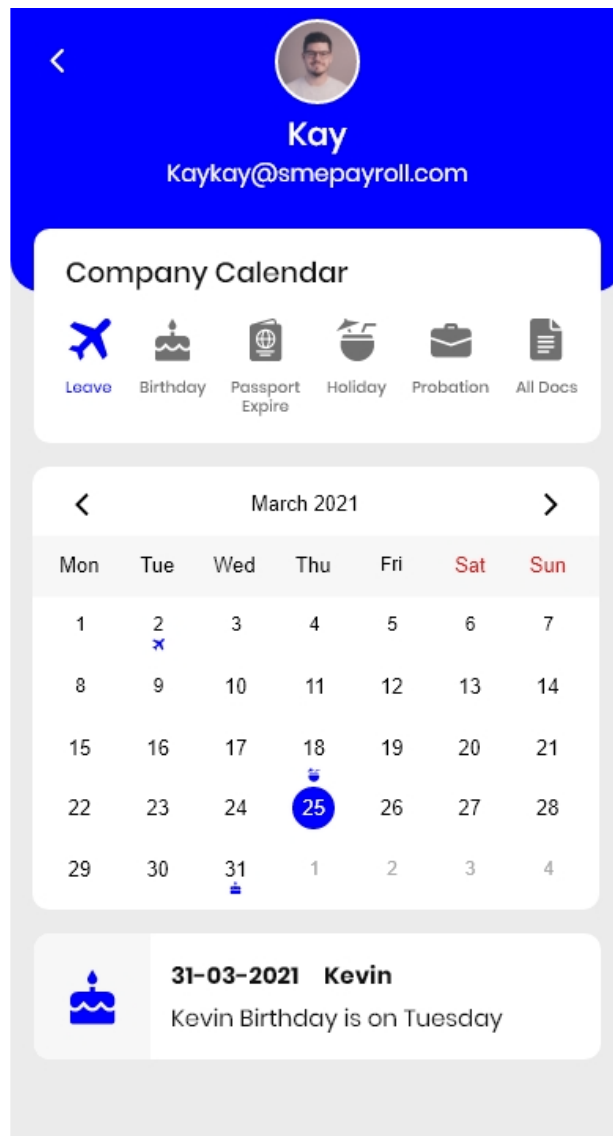 Kay
Kaykay@smepayroll.com
Company Calendar
Leave Birthday Passport Expire Holiday Probation All Docs
March 2021
Mon Tue Wed Thu Fri Sat Sun
1 2 3 4 5 6 7
8 9 10 11 12 13 14
15 16 17 18 19 20 21
22 23 24 25 26 27 28
29 30 31 1 2 3 4
31-03-2021 Kevin
Kevin Birthday is on Tuesday